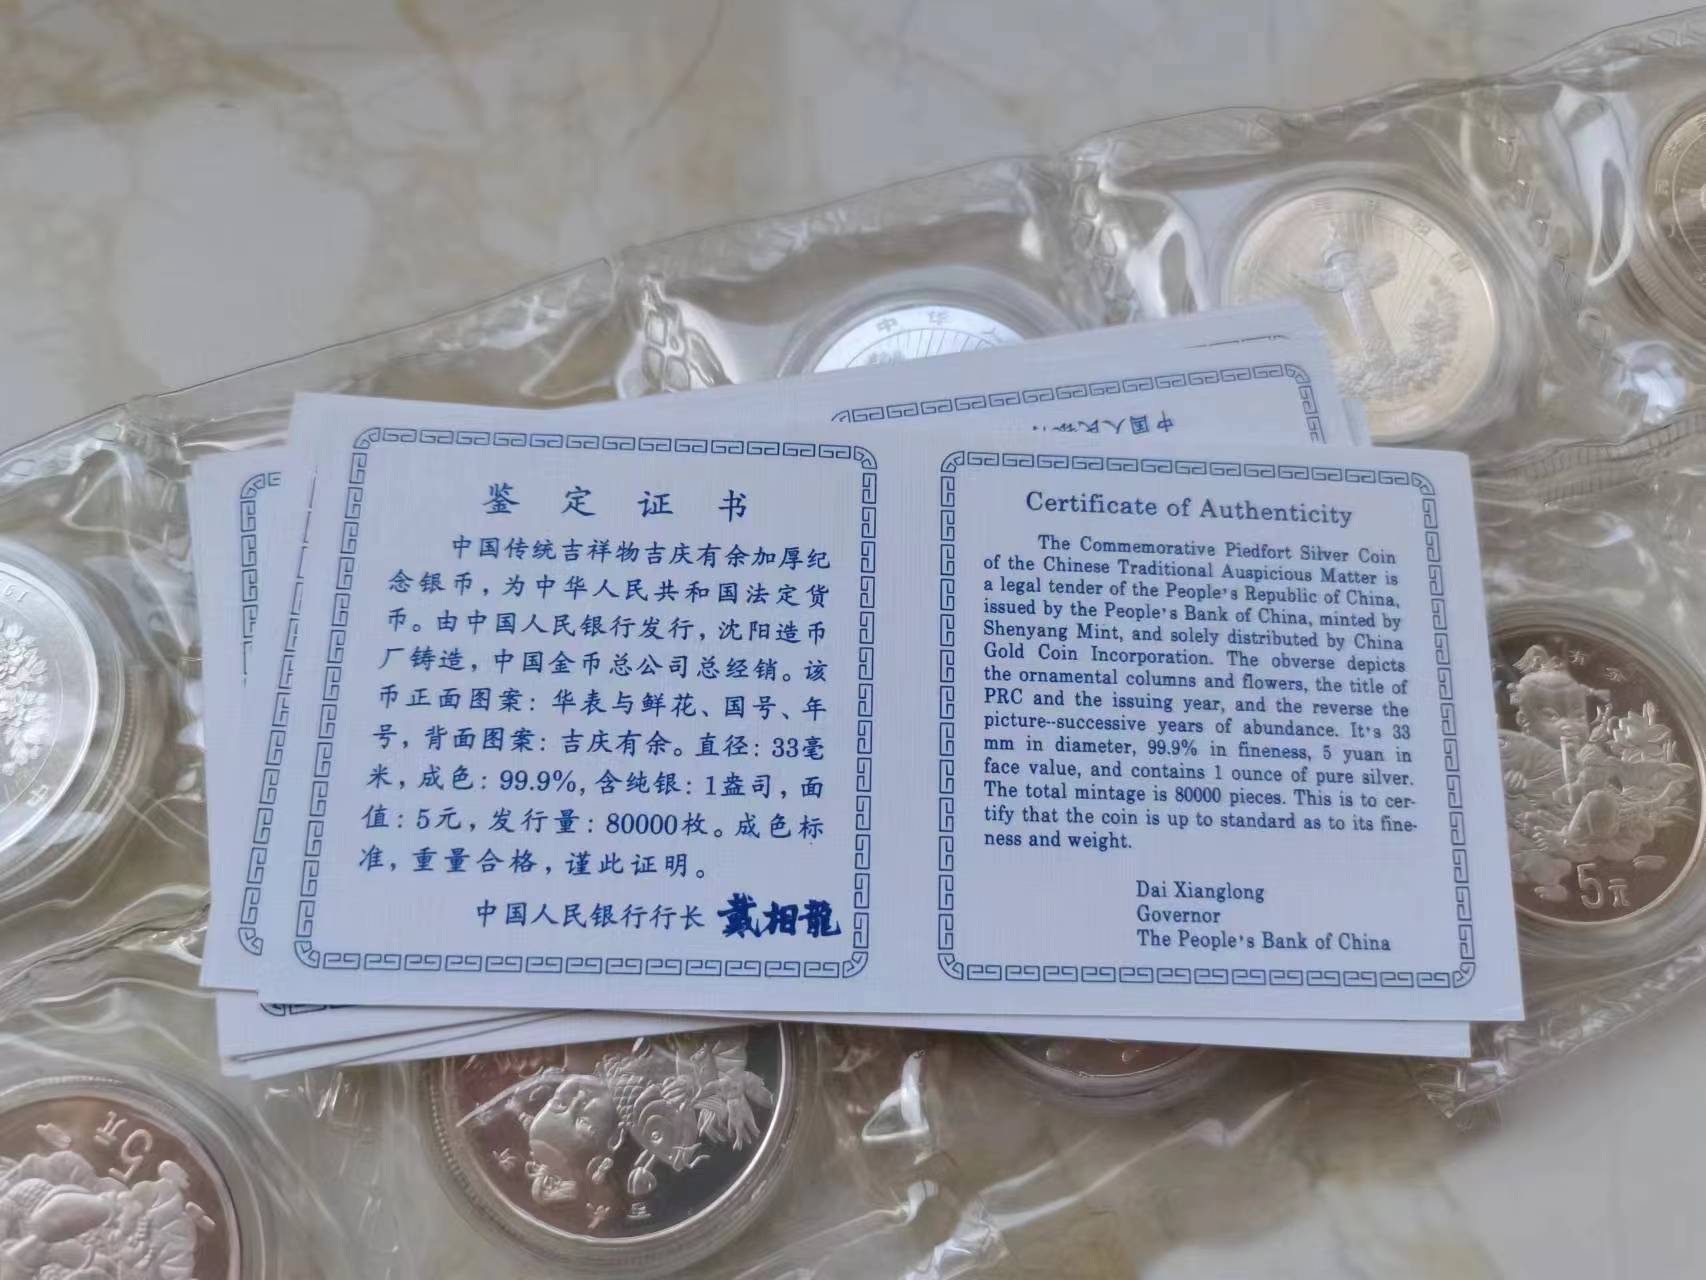 鉴定证书
中国传统吉祥物吉庆有余加厚纪
念银币，为中华人民共和国法定货
币。由中国人民银行发行，沈阳造币
厂铸造，中国金币总公司总经销。该
币正面图案：华表与鲜花、国号、年
号，背面图案：吉庆有余。直径：33毫
米，成色：99.9%，含纯银：1盎司，面
值：5元，发行量：80000枚。成色标
准，重量合格，谨此证明。
中国人民银行行长 戴相龍
Certificate of Authenticity
The Commemorative Piedfort Silver Coin
of the Chinese Traditional Auspicious Matter is
a legal tender of the People's Republic of China,
issued by the People's Bank of China, minted by
Shenyang Mint, and solely distributed by China
Gold Coin Incorporation. The obverse depicts
the ornamental columns and flowers, the title of
PRC and the issuing year, and the reverse the
picture--successive years of abundance. It's 33
mm in diameter, 99.9% in fineness, 5 yuan in
face value, and contains 1 ounce of pure silver.
The total mintage is 80000 pieces. This is to cer-
tify that the coin is up to standard as to its fine-
ness and weight.
Dai Xianglong
Governor
The People's Bank of China
中国人民银行
中华人
5元
5元